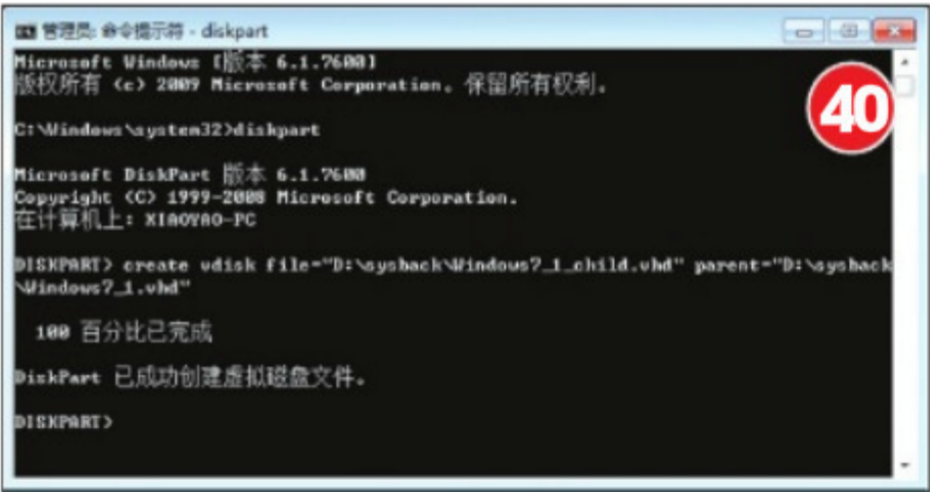 管理员: 命令提示符 - diskpart
Microsoft Windows [版本 6.1.7600]
版权所有 (c) 2009 Microsoft Corporation。保留所有权利。
40
C:\Windows\system32>diskpart
Microsoft DiskPart 版本 6.1.7600
Copyright (C) 1999-2008 Microsoft Corporation.
在计算机上: XIAOYAO-PC
DISKPART> create vdisk file="D:\sysback\Windows7_1_child.vhd" parent="D:\sysback
\Windows7_1.vhd"
100 百分比已完成
DiskPart 已成功创建虚拟磁盘文件。
DISKPART>